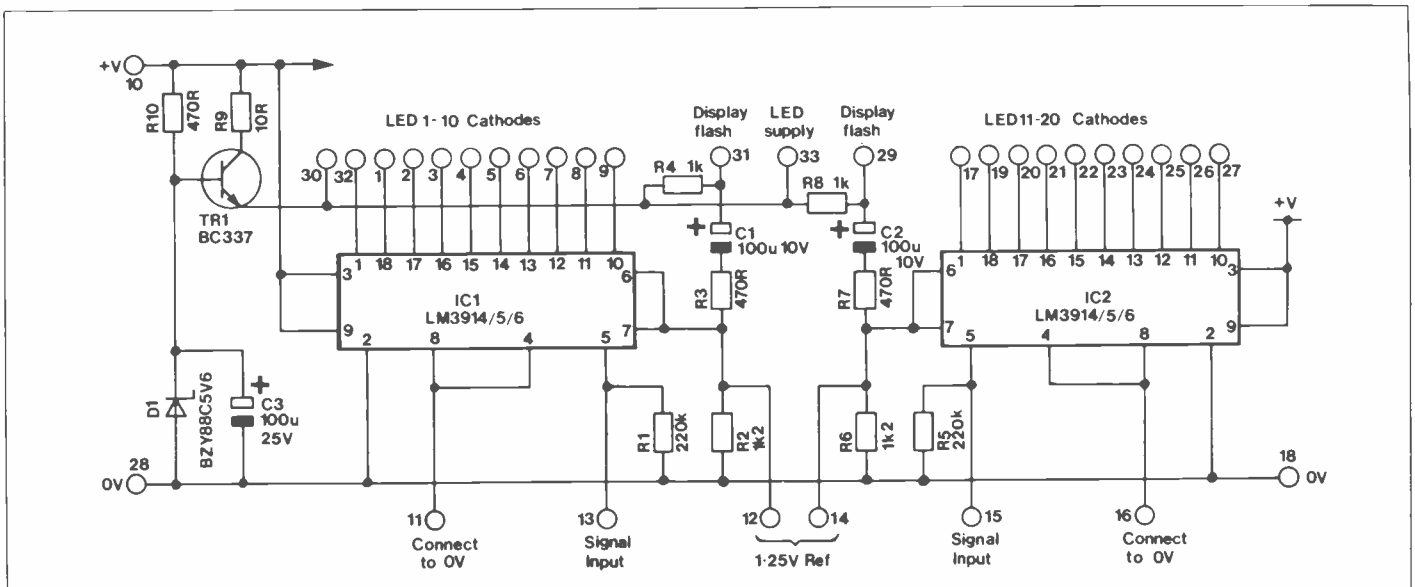 +V
10
R10
470R
R9
10R
TR1
BC337
LED 1-10 Cathodes
30
32
1
2
3
4
5
6
7
8
9
Display
flash
31
LED
supply
33
Display
flash
29
R4 1k
R8 1k
C1
100u 10V
C2
100u
10V
R3
470R
R7
470R
LED 11-20 Cathodes
17
19
20
21
22
23
24
25
26
27
+V
1 18 17 16 15 14 13 12 11 10
3
9
6
7
IC1
LM3914/5/6
2
8
4
5
1 18 17 16 15 14 13 12 11 10
6
7
3
9
IC2
LM3914/5/6
5
4
8
2
D1
BZY88C5V6
C3
100u
25V
R1
220k
R2
1k2
R6
1k2
R5
220k
28
0V
18
0V
11
Connect
to 0V
13
Signal
Input
12
14
1·25V Ref
15
Signal
Input
16
Connect
to 0V